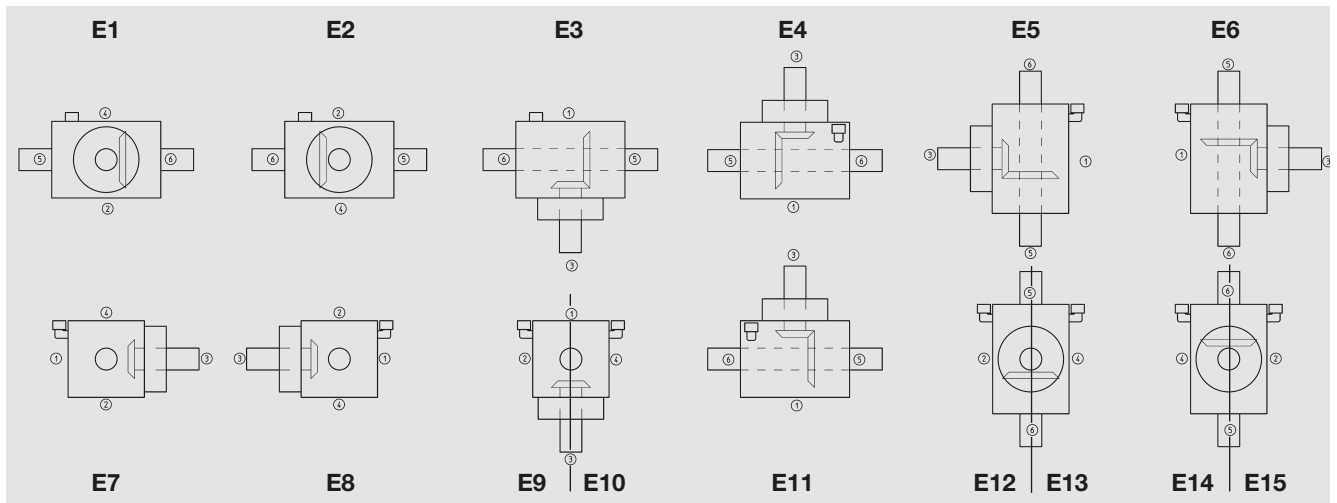 E1 E2 E3 E4 E5 E6
③ ⑥ ⑤
④ ② ① 
⑤ ⑥ ⑥ ⑤ ⑥ ⑤ ⑤ ⑥ ③ ① ① ③
② ④ ① 
③ ⑤ ⑥
③ 
④ ② ① ⑤ ⑥
① ③ ③ ① ② ④ ⑥ ⑤ ② ④ ④ ②
② ④ ① 
③ ⑥ ⑤
E7 E8 E9 E10 E11 E12 E13 E14 E15